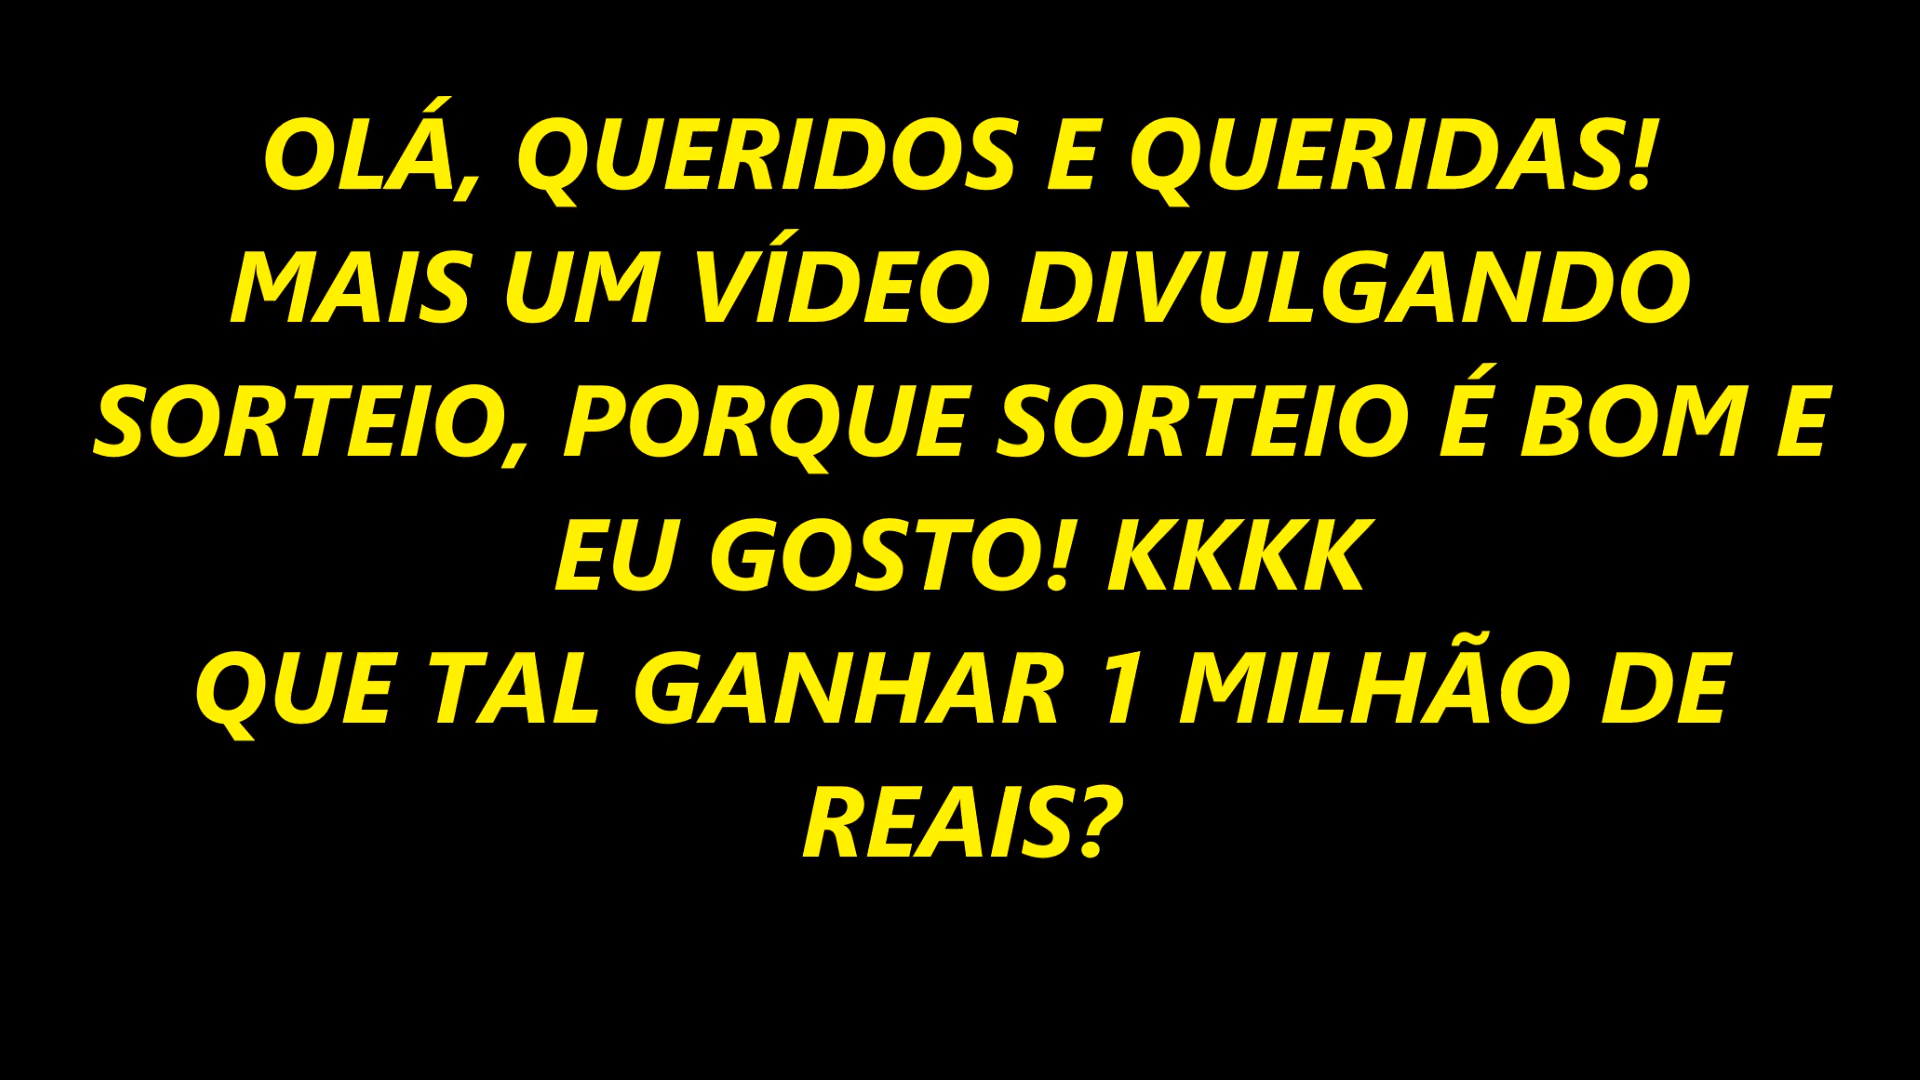 OLÁ, QUERIDOS E QUERIDAS!
MAIS UM VÍDEO DIVULGANDO
SORTEIO, PORQUE SORTEIO É BOM E
EU GOSTO! KKKK
QUE TAL GANHAR 1 MILHÃO DE
REAIS?